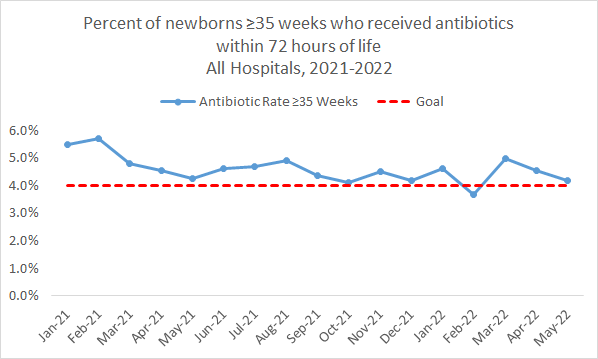 Percent of newborns ≥35 weeks who received antibiotics
within 72 hours of life
All Hospitals, 2021-2022
Antibiotic Rate ≥35 Weeks Goal
6.0%
5.0%
4.0%
3.0%
2.0%
1.0%
0.0%
Jan-21 Feb-21 Mar-21 Apr-21 May-21 Jun-21 Jul-21 Aug-21 Sep-21 Oct-21 Nov-21 Dec-21 Jan-22 Feb-22 Mar-22 Apr-22 May-22